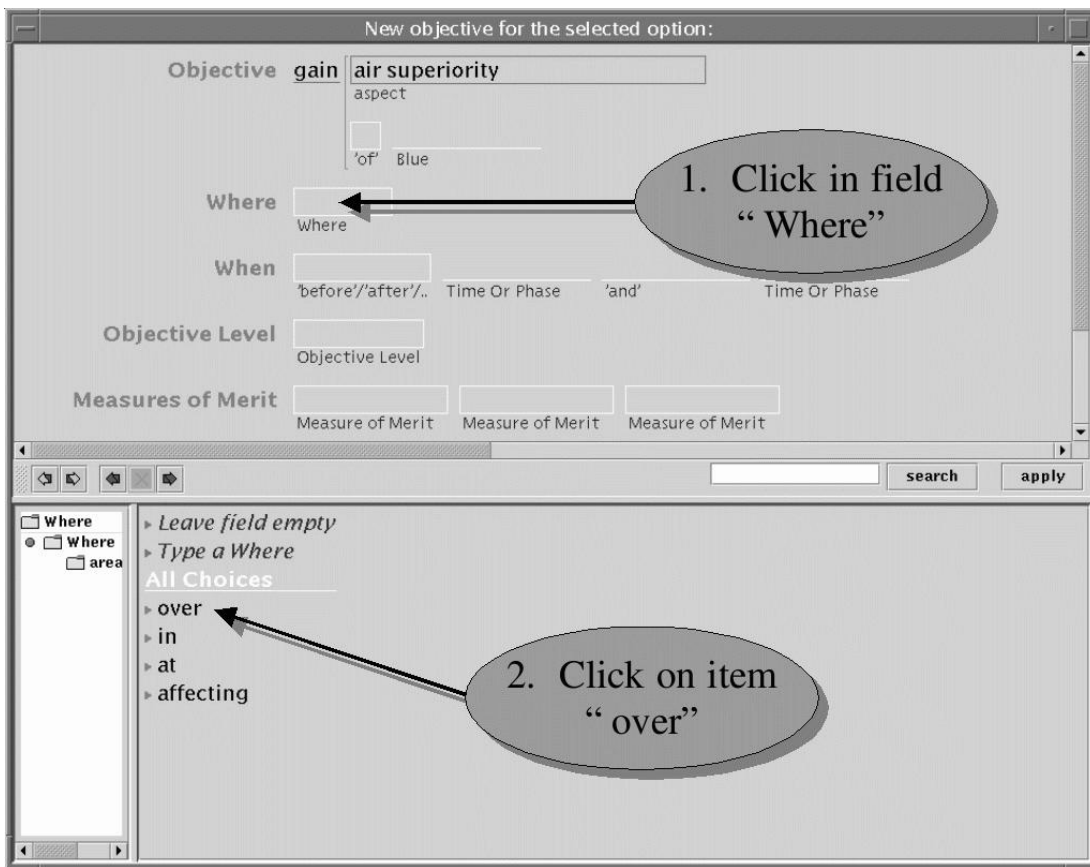 New objective for the selected option:
Objective gain air superiority
aspect
'of' Blue
1. Click in field
“ Where”
Where
Where
When
'before'/'after'/.. Time Or Phase 'and' Time Or Phase
Objective Level
Objective Level
Measures of Merit
Measure of Merit Measure of Merit Measure of Merit
search apply
Where
Where
area
Leave field empty
Type a Where
All Choices
over
in
at
affecting
2. Click on item
“ over”